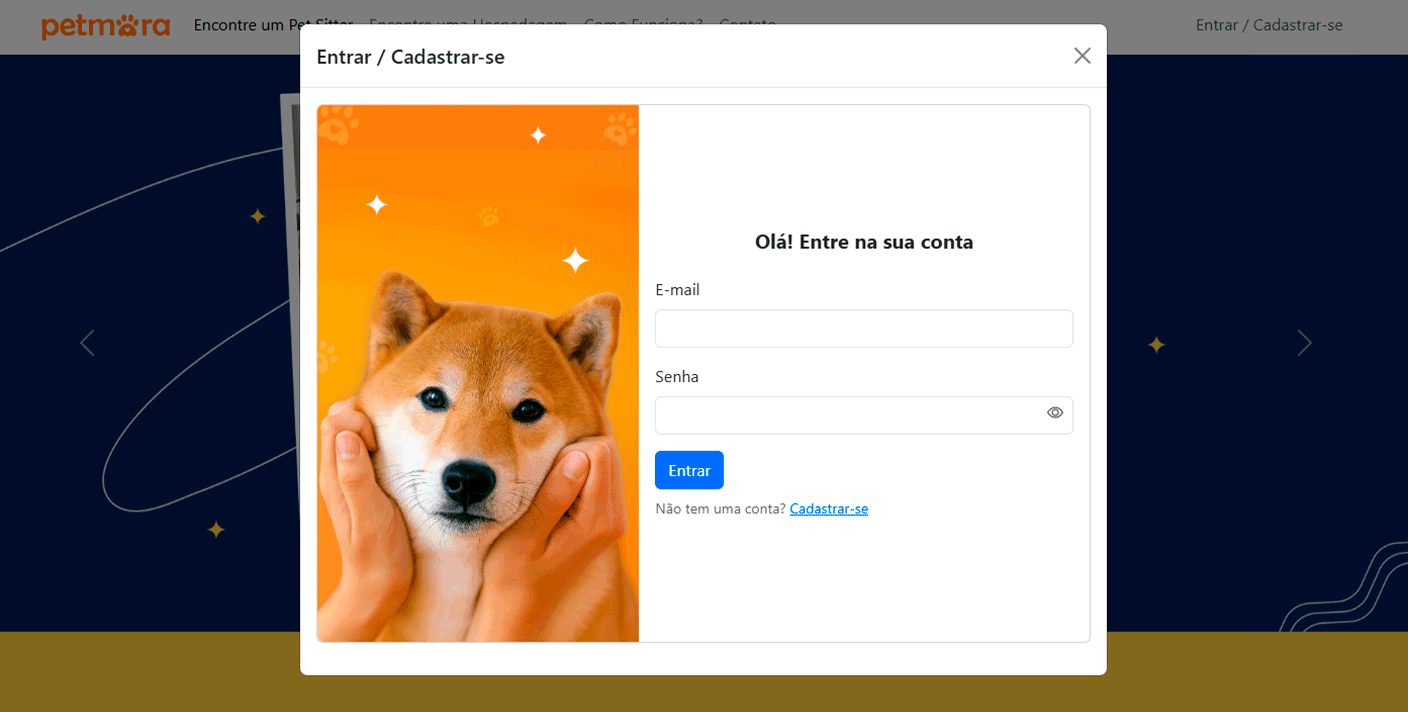 petmora Encontre um Pet Sitter Encontre uma Hospedagem Como Funciona? Contato Entrar / Cadastrar-se
Entrar / Cadastrar-se
Olá! Entre na sua conta
E-mail
Senha
Entrar
Não tem uma conta? Cadastrar-se